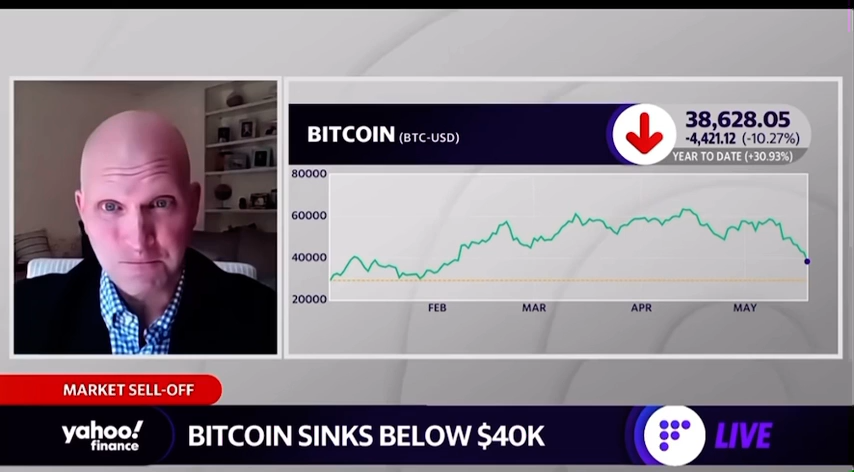 BITCOIN (BTC-USD)
38,628.05
-4,421.12 (-10.27%)
YEAR TO DATE (+30.93%)
80000
60000
40000
20000
FEB MAR APR MAY
MARKET SELL-OFF
yahoo!
finance
BITCOIN SINKS BELOW $40K
LIVE